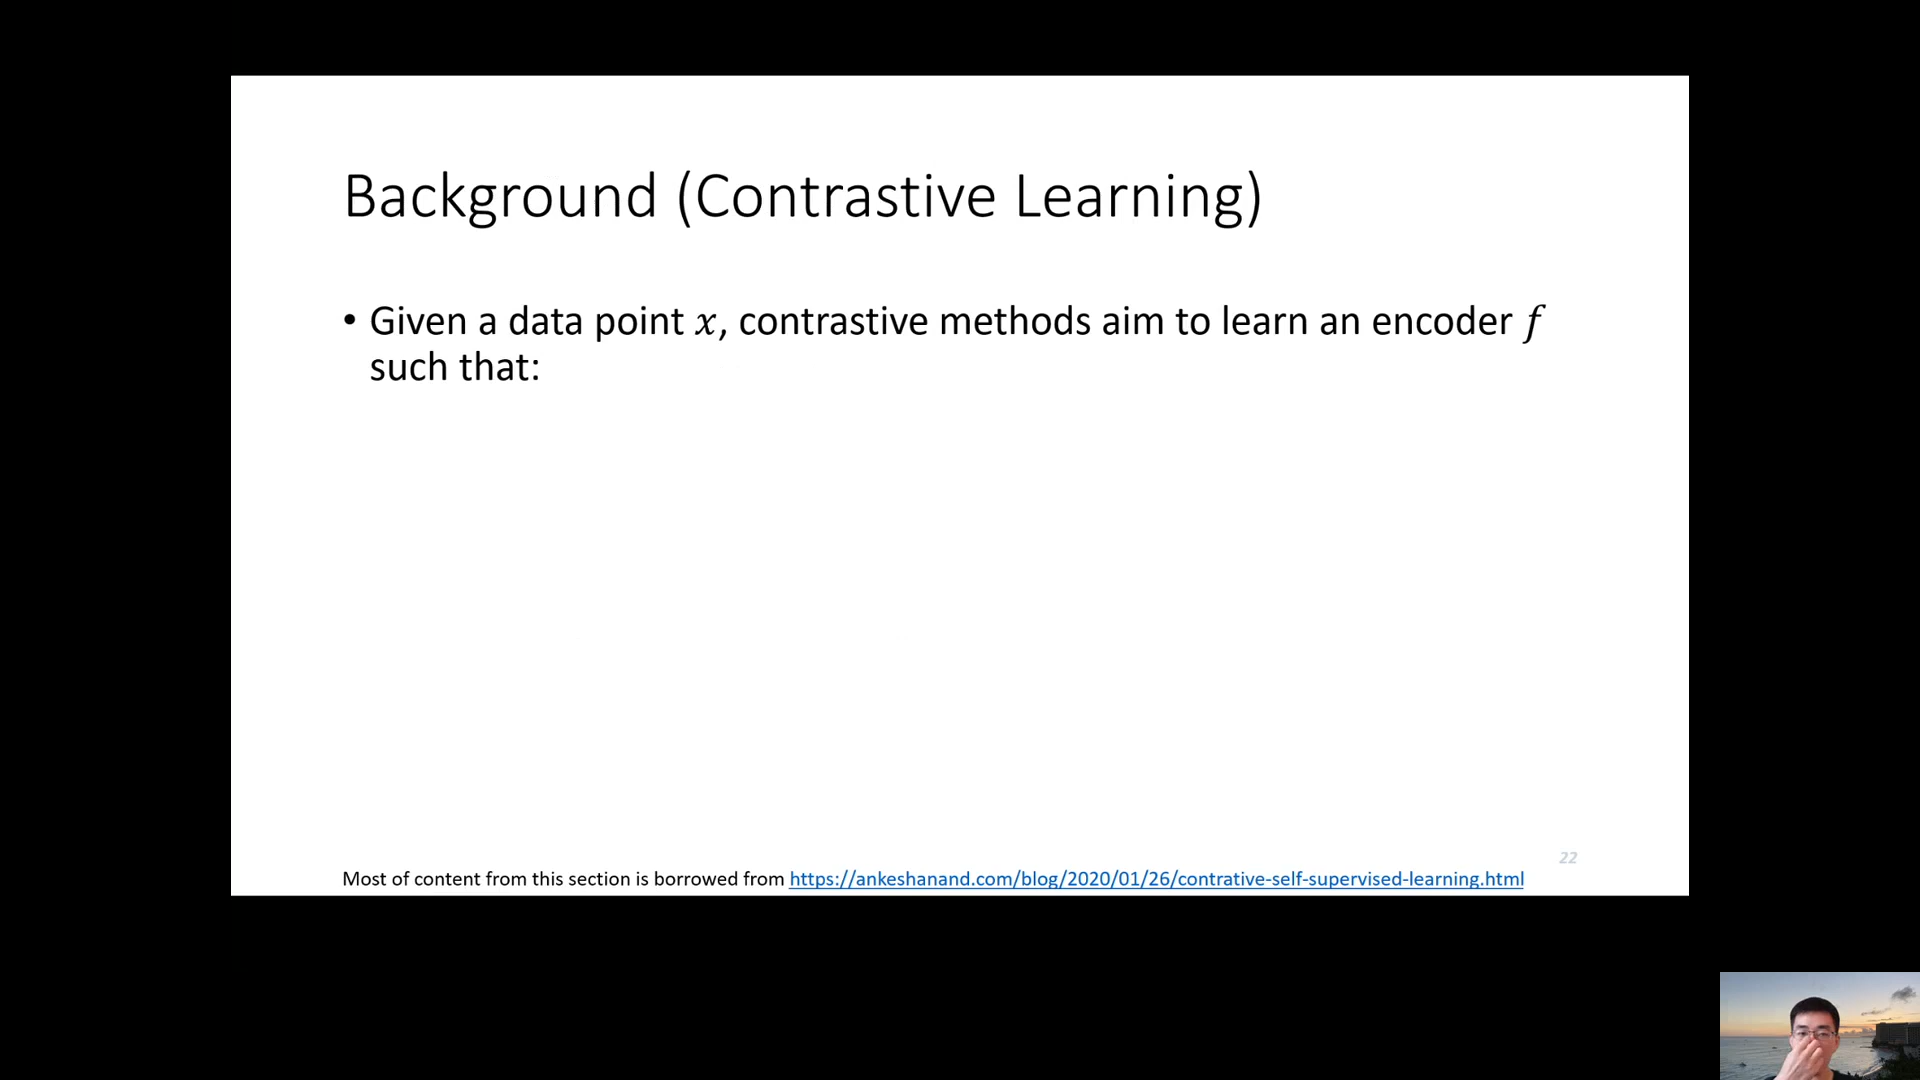 Background (Contrastive Learning)
• Given a data point x, contrastive methods aim to learn an encoder f
such that:
22
Most of content from this section is borrowed from https://ankeshanand.com/blog/2020/01/26/contrative-self-supervised-learning.html